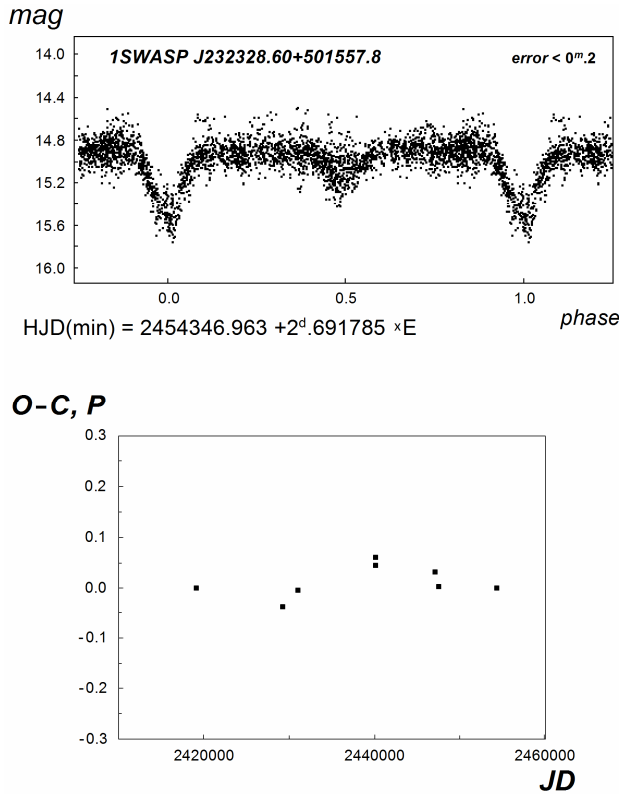 mag
1SWASP J232328.60+501557.8 error < 0ᵐ.2
14.0
14.4
14.8
15.2
15.6
16.0
0.0 0.5 1.0
phase
HJD(min) = 2454346.963 +2ᵈ.691785 ˣE
O-C, P
0.3
0.2
0.1
0.0
-0.1
-0.2
-0.3
2420000 2440000 2460000
JD